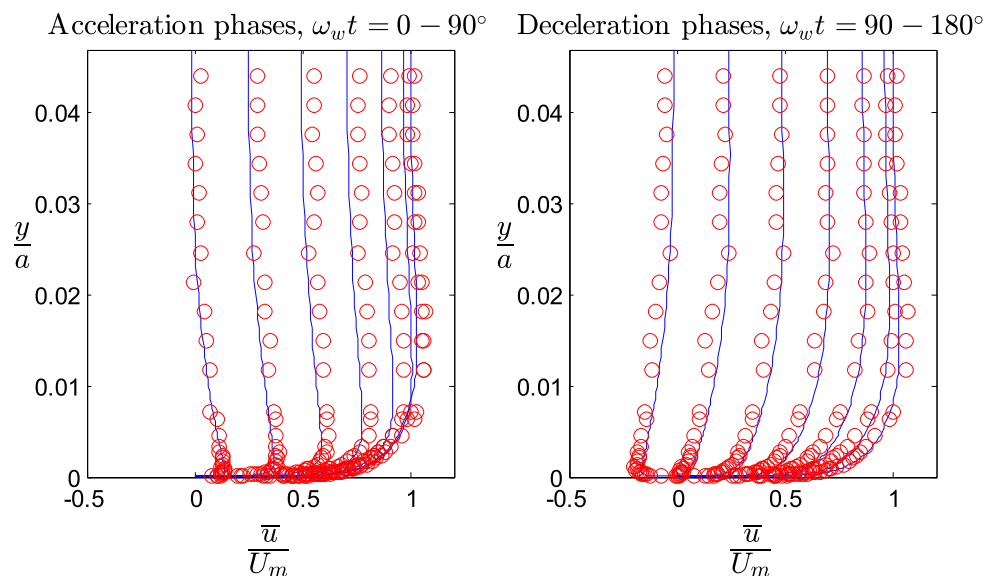 Acceleration phases, ω_w t = 0 − 90° Deceleration phases, ω_w t = 90 − 180°
0.04 0.04
0.03 0.03
y/a y/a
0.02 0.02
0.01 0.01
0 0
-0.5 0 0.5 1 -0.5 0 0.5 1
u̅/U_m u̅/U_m